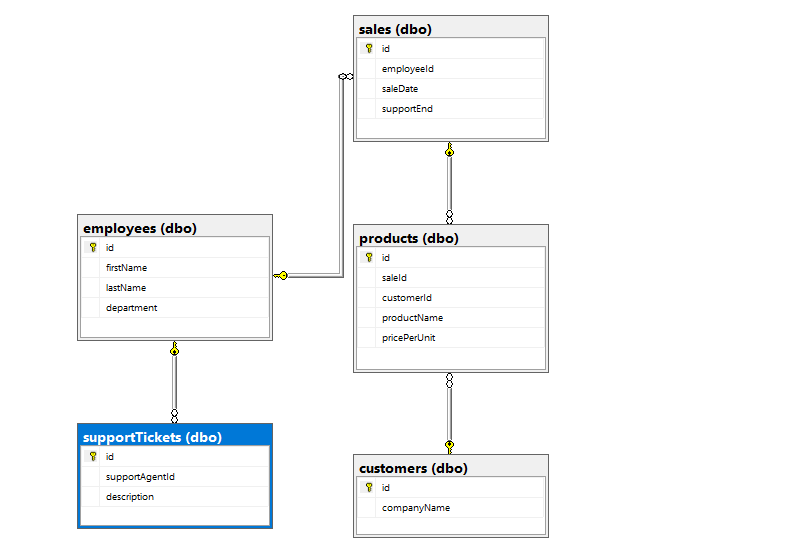 sales (dbo)
id
employeeId
saleDate
supportEnd
employees (dbo)
id
firstName
lastName
department
products (dbo)
id
saleId
customerId
productName
pricePerUnit
supportTickets (dbo)
id
supportAgentId
description
customers (dbo)
id
companyName